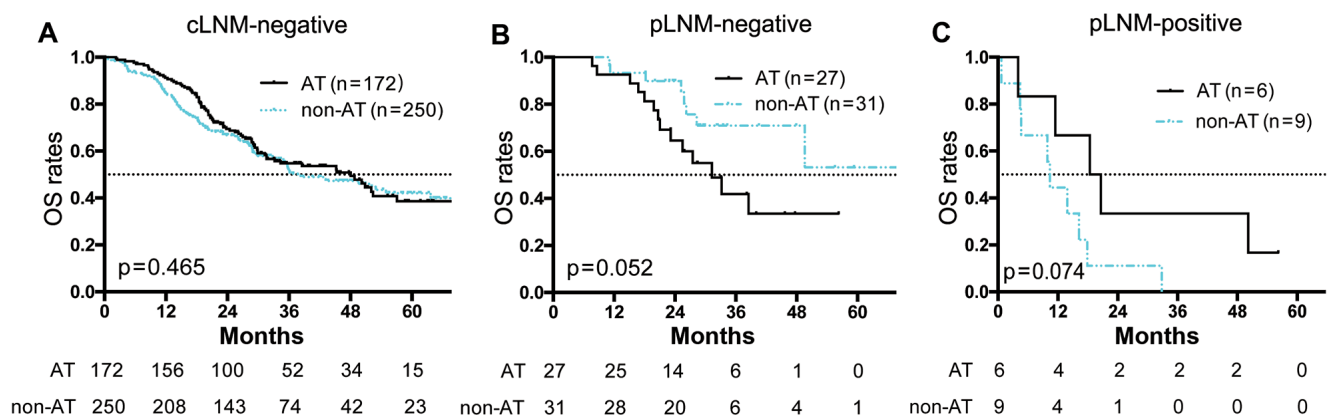 A
cLNM-negative
OS rates
1.0
0.8
0.6
0.4
0.2
0.0
AT (n=172)
non-AT (n=250)
p=0.465
0 12 24 36 48 60
Months
AT 172 156 100 52 34 15
non-AT 250 208 143 74 42 23
B
pLNM-negative
OS rates
1.0
0.8
0.6
0.4
0.2
0.0
AT (n=27)
non-AT (n=31)
p=0.052
0 12 24 36 48 60
Months
AT 27 25 14 6 1 0
non-AT 31 28 20 6 4 1
C
pLNM-positive
OS rates
1.0
0.8
0.6
0.4
0.2
0.0
AT (n=6)
non-AT (n=9)
p=0.074
0 12 24 36 48 60
Months
AT 6 4 2 2 2 0
non-AT 9 4 1 0 0 0